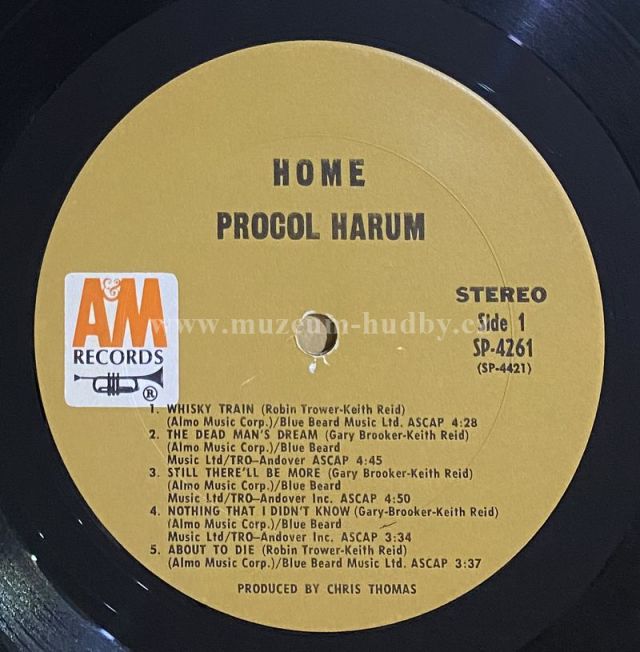 HOME
PROCOL HARUM
A&M
RECORDS
®
STEREO
Side 1
SP-4261
(SP-4421)
www.muzeum-hudby.cz
1. WHISKY TRAIN (Robin Trower-Keith Reid)
(Almo Music Corp.)/Blue Beard Music Ltd. ASCAP 4:28
2. THE DEAD MAN'S DREAM (Gary Brooker-Keith Reid)
(Almo Music Corp.)/Blue Beard
Music Ltd/TRO—Andover ASCAP 4:45
3. STILL THERE'LL BE MORE (Gary Brooker-Keith Reid)
(Almo Music Corp.)/Blue Beard
Music Ltd/TRO—Andover Inc. ASCAP 4:50
4. NOTHING THAT I DIDN'T KNOW (Gary-Brooker-Keith Reid)
(Almo Music Corp.)/Blue Beard
Music Ltd/TRO—Andover Inc. ASCAP 3:34
5. ABOUT TO DIE (Robin Trower-Keith Reid)
(Almo Music Corp.)/Blue Beard Music Ltd. ASCAP 3:37
PRODUCED BY CHRIS THOMAS